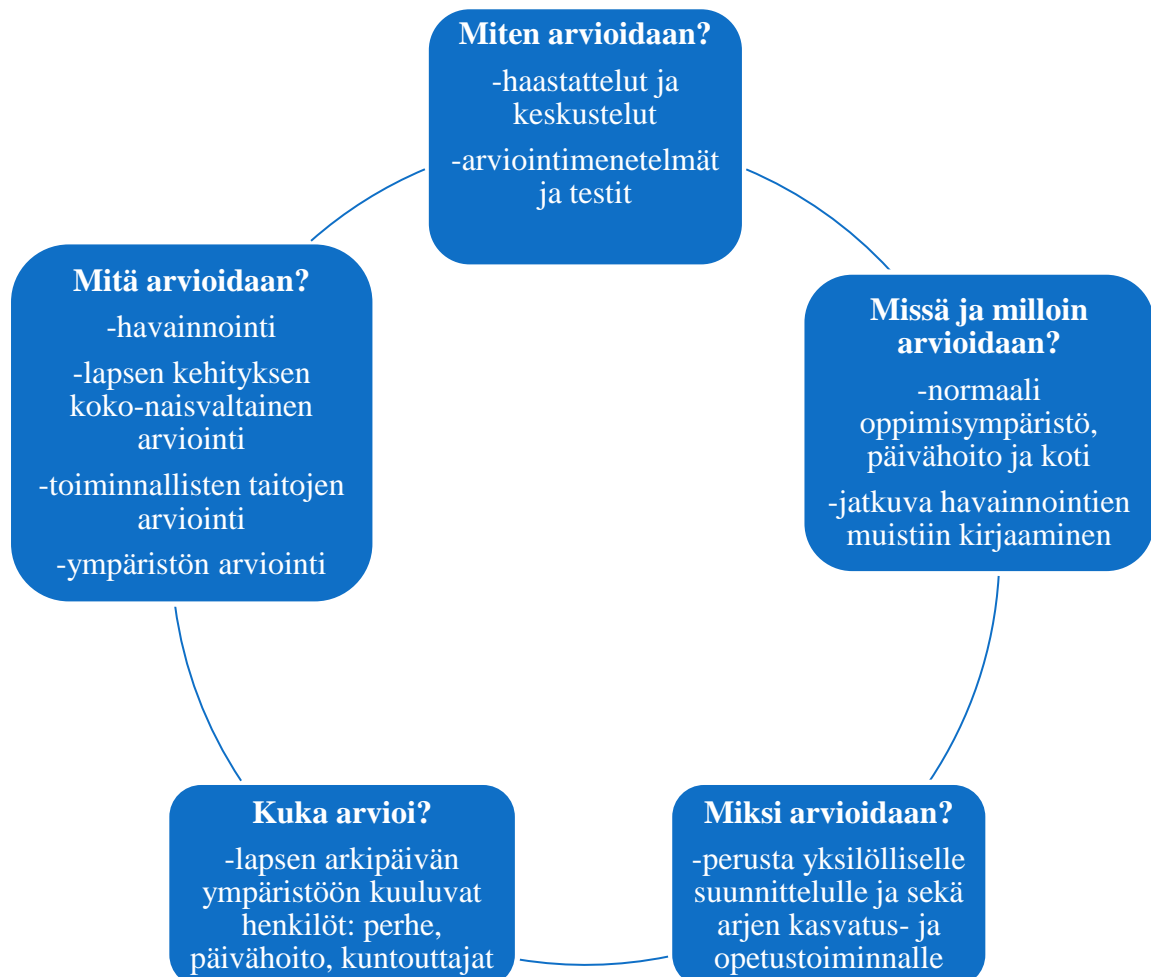 Miten arvioidaan?
-haastattelut ja
keskustelut
-arviointimenetelmät
ja testit
Missä ja milloin
arvioidaan?
-normaali
oppimisympäristö,
päivähoito ja koti
-jatkuva havainnointien
muistiin kirjaaminen
Miksi arvioidaan?
-perusta yksilölliselle
suunnittelulle ja sekä
arjen kasvatus- ja
opetustoiminnalle
Kuka arvioi?
-lapsen arkipäivän
ympäristöön kuuluvat
henkilöt: perhe,
päivähoito, kuntouttajat
Mitä arvioidaan?
-havainnointi
-lapsen kehityksen
koko-naisvaltainen
arviointi
-toiminnallisten taitojen
arviointi
-ympäristön arviointi